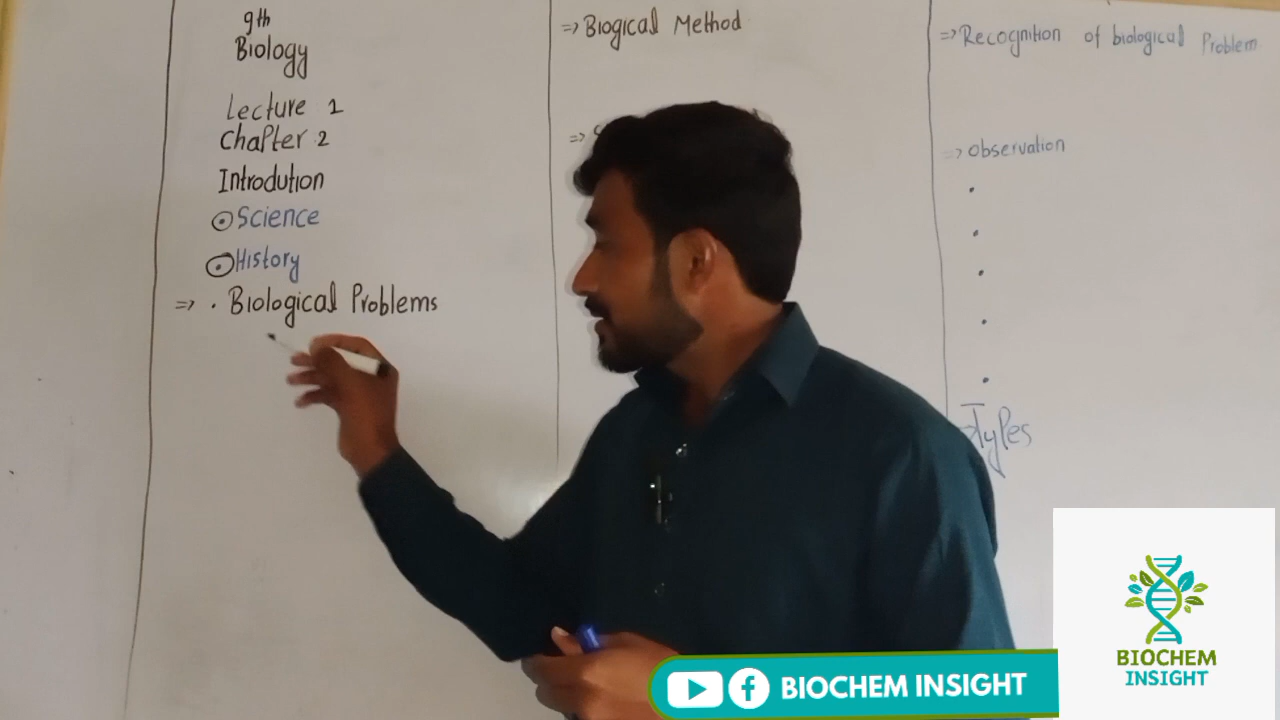 9th
Biology
Lecture 1
Chapter 2
Introdution
Science
History
=> · Biological Problems
=> Biogical Method
=>
=> Recognition of biological Problem
=> Observation
Types
BIOCHEM INSIGHT
BIOCHEM
INSIGHT